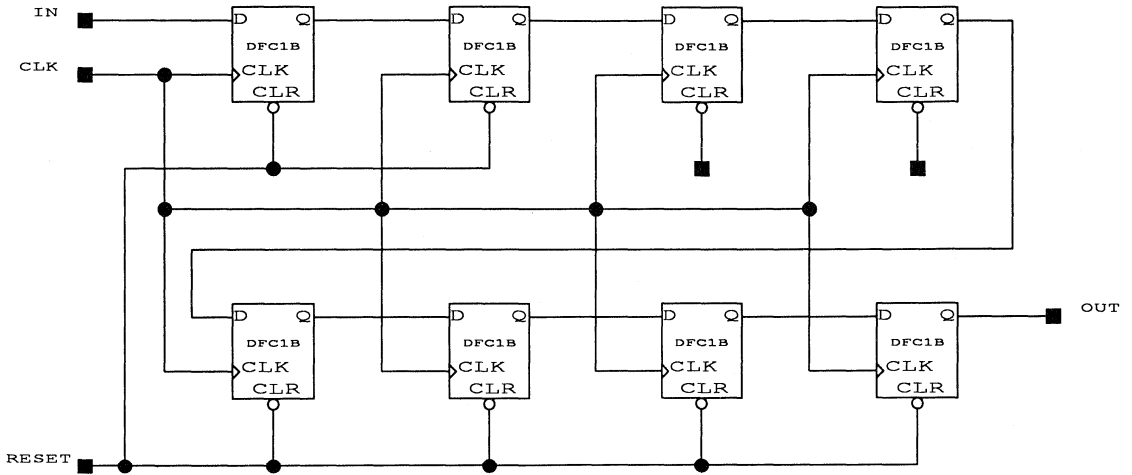 IN
CLK
D Q D Q D Q D Q
DFC1B DFC1B DFC1B DFC1B
CLK CLK CLK CLK
CLR CLR CLR CLR
D Q D Q D Q D Q
OUT
DFC1B DFC1B DFC1B DFC1B
CLK CLK CLK CLK
CLR CLR CLR CLR
RESET